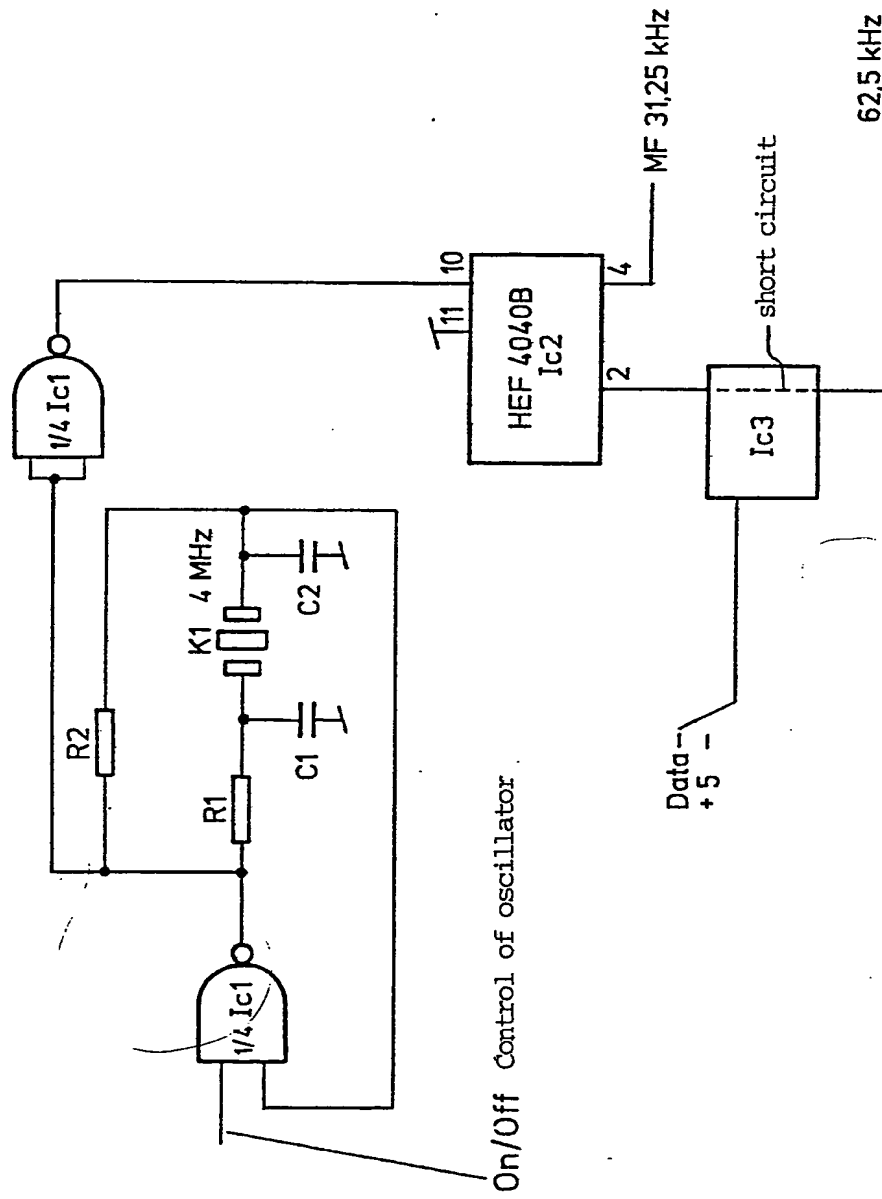 1/4 Ic1
R2
K1 4 MHz
R1
C1
C2
1/4 Ic1
On/Off Control of oscillator
10
11
HEF 4040B
Ic2
2
4
MF 31,25 kHz
Data
+ 5
Ic3
short circuit
62,5 kHz